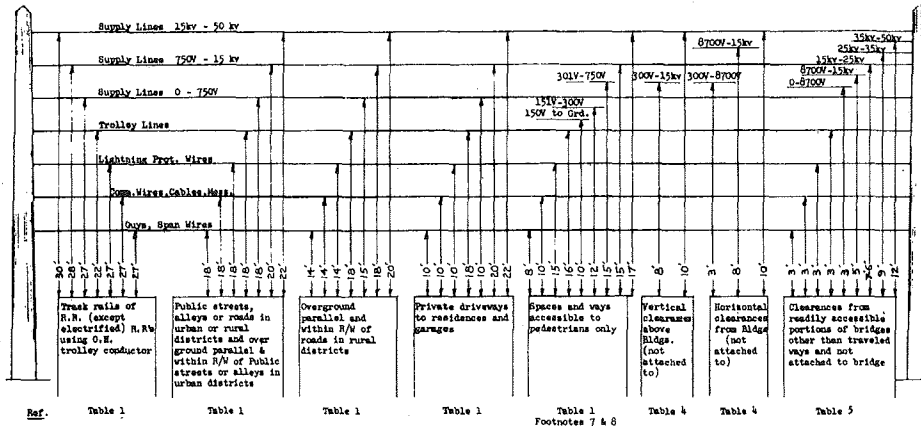 Supply Lines 15kv - 50 kv
35kv-50kv
8700V-15kv
25kv-35kv
Supply Lines 750V - 15 kv
15kv-25kv
301V-750V
300V-15kv
300V-8700V
8700V-15kv
0-8700V
Supply Lines 0 - 750V
151V-300V
150V to Grd.
Trolley Lines
Lightning Prot. Wires
Comm.Wires,Cables,Mess.
Guys, Span Wires
30' 28' 27' 22' 27' 27' 27'
18' 18' 18' 18' 18' 20' 22'
14' 14' 14' 18' 15' 18' 20'
10' 10' 10' 18' 10' 20' 22'
8' 10' 15' 16' 10' 12' 15' 15' 17'
8' 10'
3' 8' 10'
3' 3' 3' 3' 3' 5' 7'6" 9' 12'
Track rails of
R.R. (except
electrified) R.R's
using O.H.
trolley conductor
Public streets,
alleys or roads in
urban or rural
districts and over
ground parallel &
within R/W of Public
streets or alleys in
urban districts
Overground
parallel and
within R/W of
roads in rural
districts
Private driveways to
residences and
garages
Spaces and ways
accessible to
pedestrians only
Vertical
clearances
above
Bldgs.
(not
attached
to)
Horizontal
clearances
from Bldgs
(not
attached to)
Clearances from
readily accessible
portions of bridges
other than traveled
ways and not
attached to bridge
Ref.
Table 1
Table 1
Table 1
Table 1
Table 1
Footnotes 7 & 8
Table 4
Table 4
Table 5